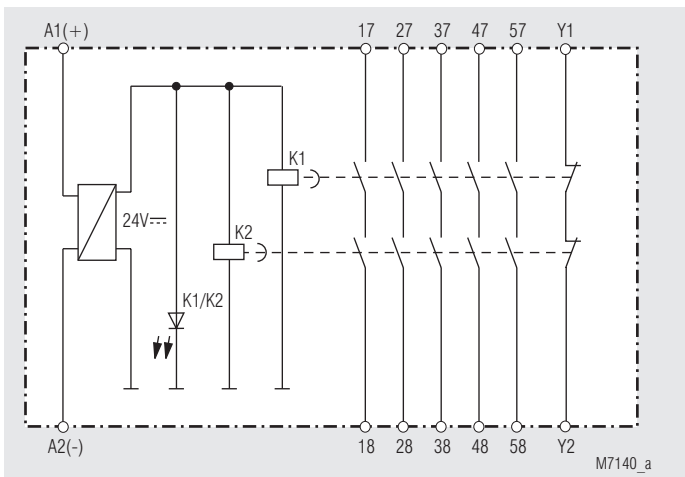 A1(+) 17 27 37 47 57 Y1
K1
24V
K2
K1/K2
A2(-) 18 28 38 48 58 Y2
M7140_a